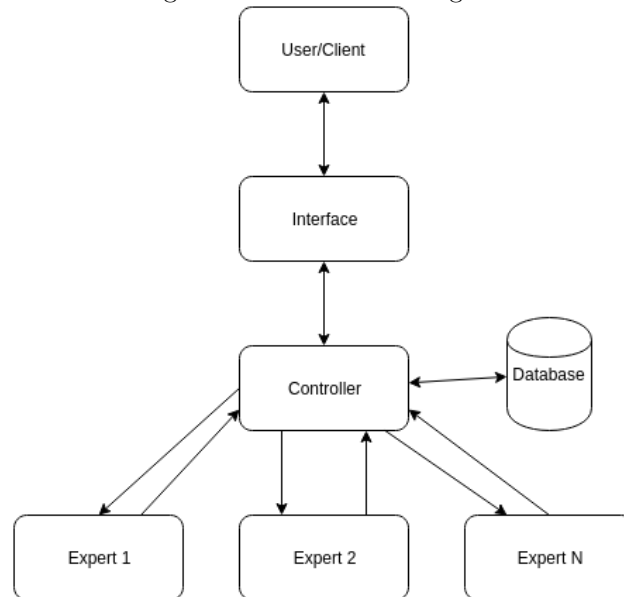 User/Client
Interface
Controller
Database
Expert 1
Expert 2
Expert N